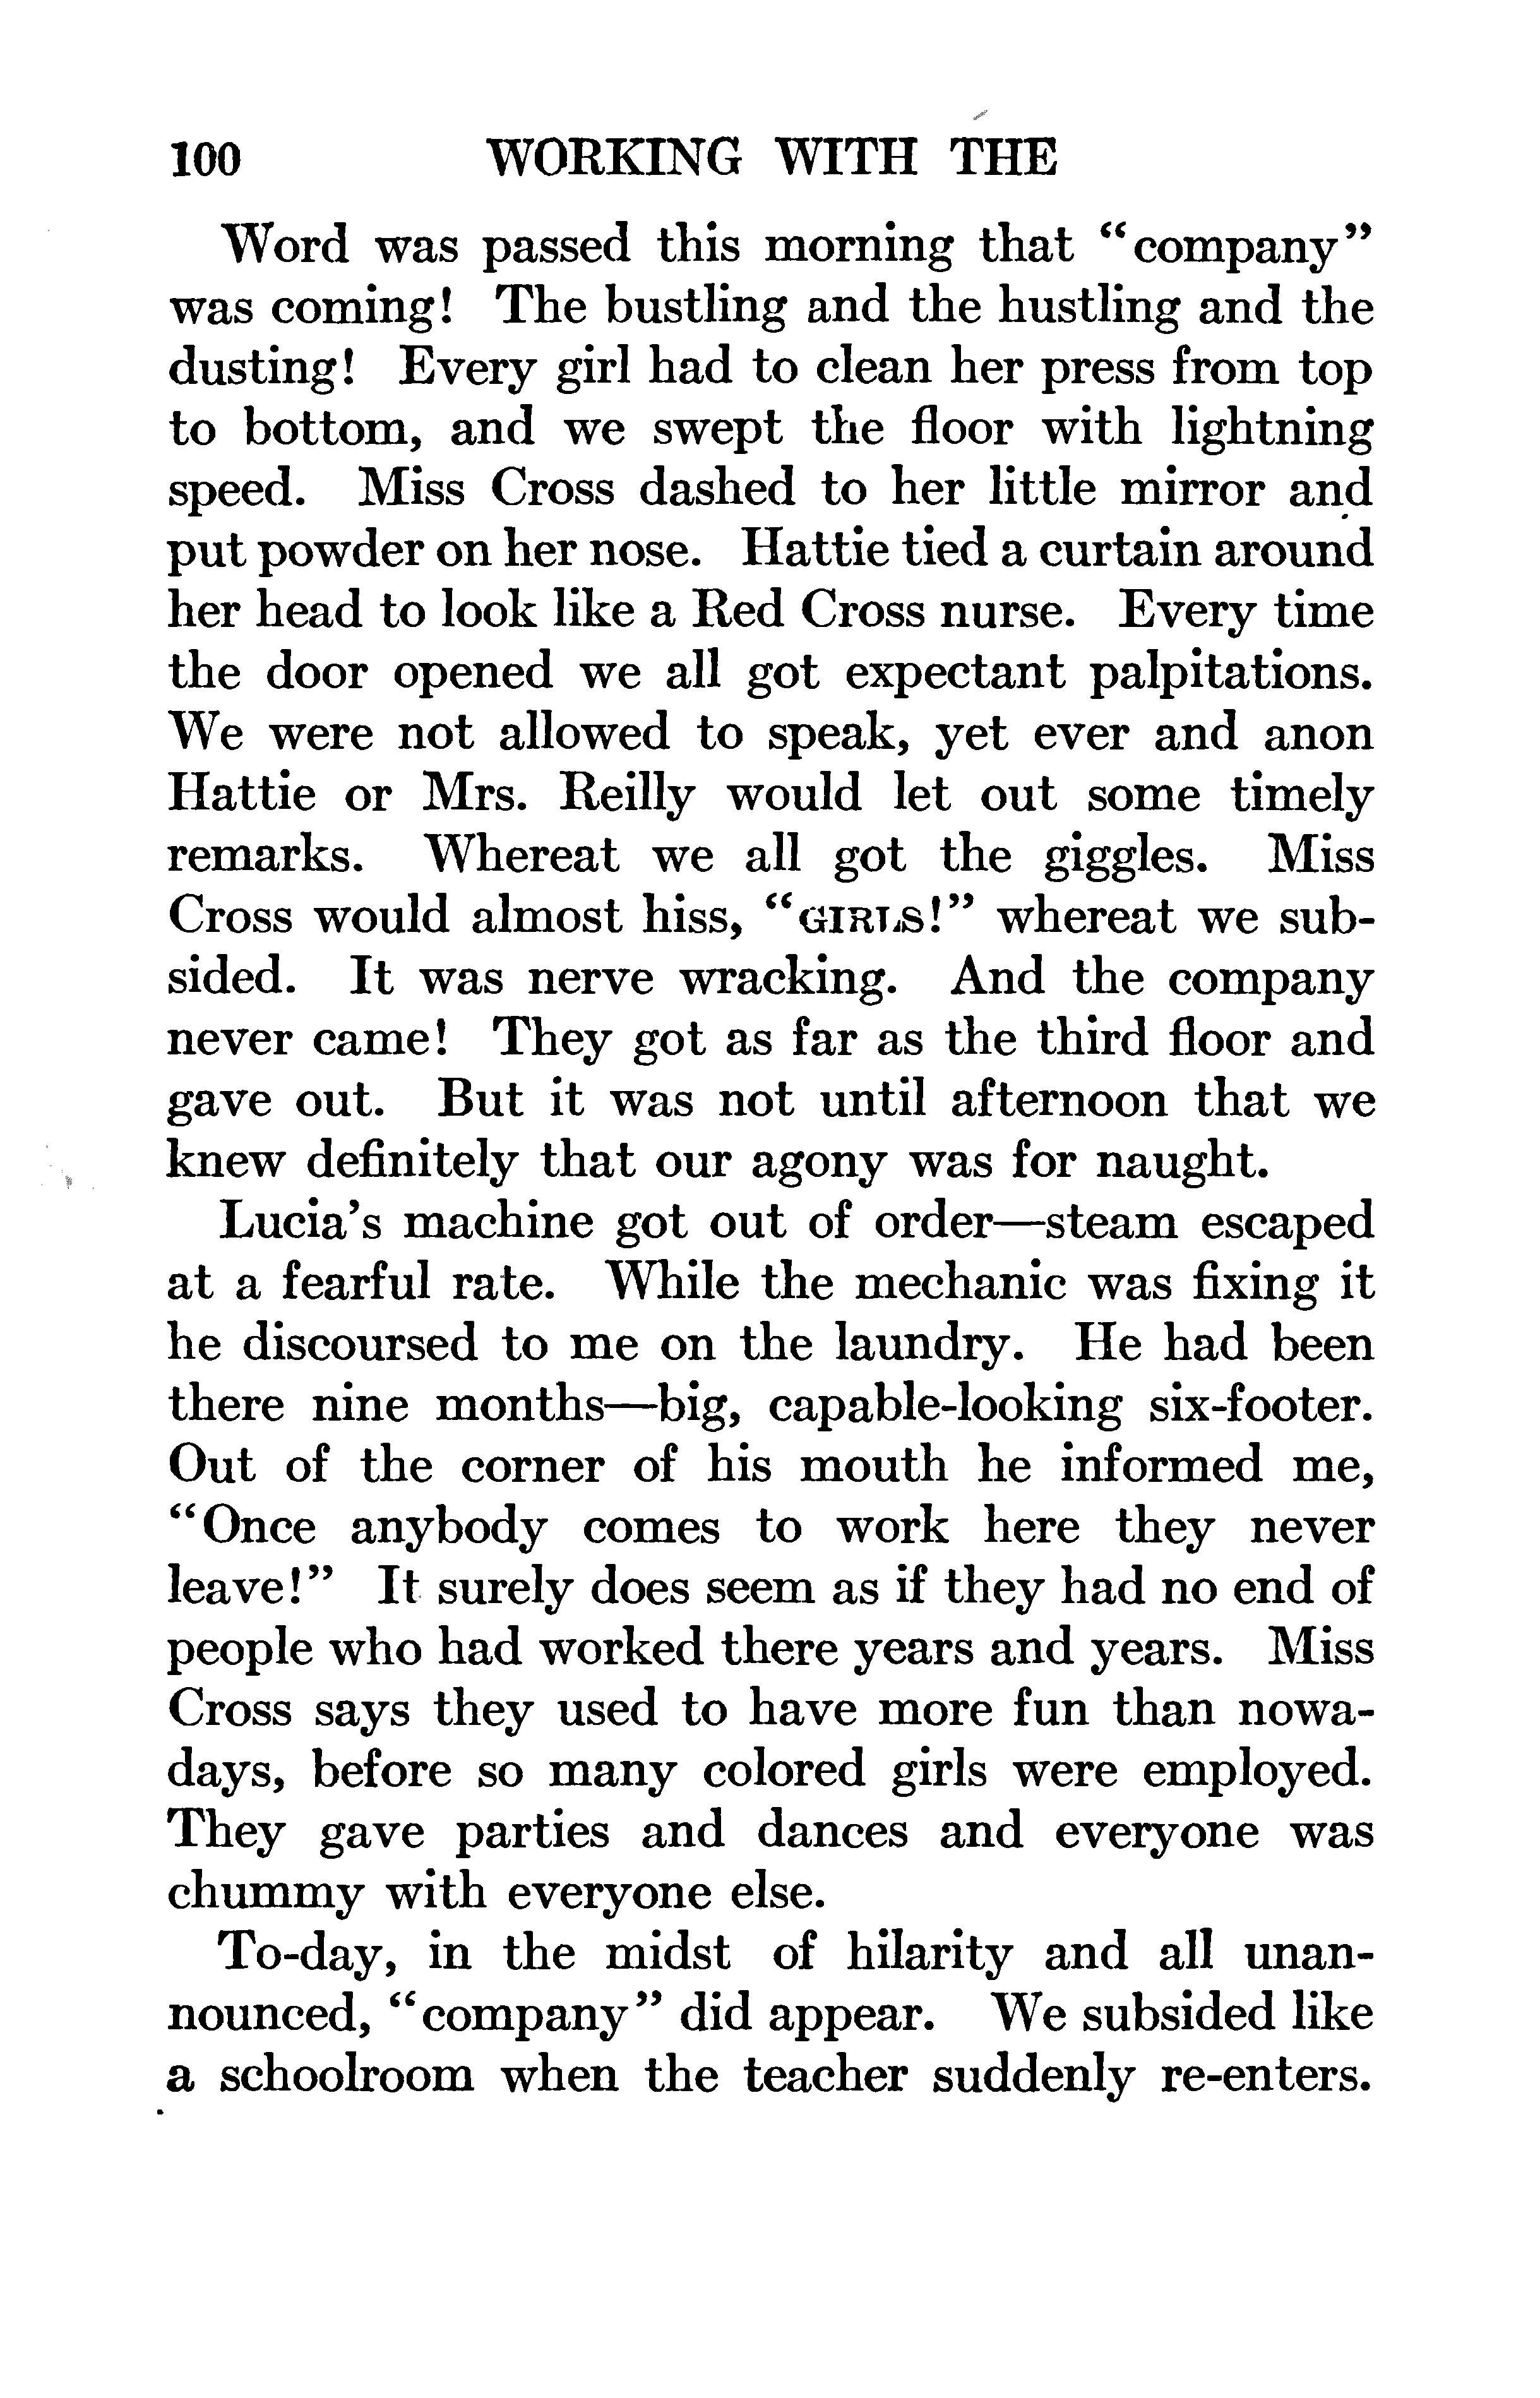 100 WORKING WITH THE
Word was passed this morning that "company"
was coming! The bustling and the hustling and the
dusting! Every girl had to clean her press from top
to bottom, and we swept the floor with lightning
speed. Miss Cross dashed to her little mirror and
put powder on her nose. Hattie tied a curtain around
her head to look like a Red Cross nurse. Every time
the door opened we all got expectant palpitations.
We were not allowed to speak, yet ever and anon
Hattie or Mrs. Reilly would let out some timely
remarks. Whereat we all got the giggles. Miss
Cross would almost hiss, "GIRLS!" whereat we sub-
sided. It was nerve wracking. And the company
never came! They got as far as the third floor and
gave out. But it was not until afternoon that we
knew definitely that our agony was for naught.
Lucia's machine got out of order—steam escaped
at a fearful rate. While the mechanic was fixing it
he discoursed to me on the laundry. He had been
there nine months—big, capable-looking six-footer.
Out of the corner of his mouth he informed me,
"Once anybody comes to work here they never
leave!" It surely does seem as if they had no end of
people who had worked there years and years. Miss
Cross says they used to have more fun than nowa-
days, before so many colored girls were employed.
They gave parties and dances and everyone was
chummy with everyone else.
To-day, in the midst of hilarity and all unan-
nounced, "company" did appear. We subsided like
a schoolroom when the teacher suddenly re-enters.